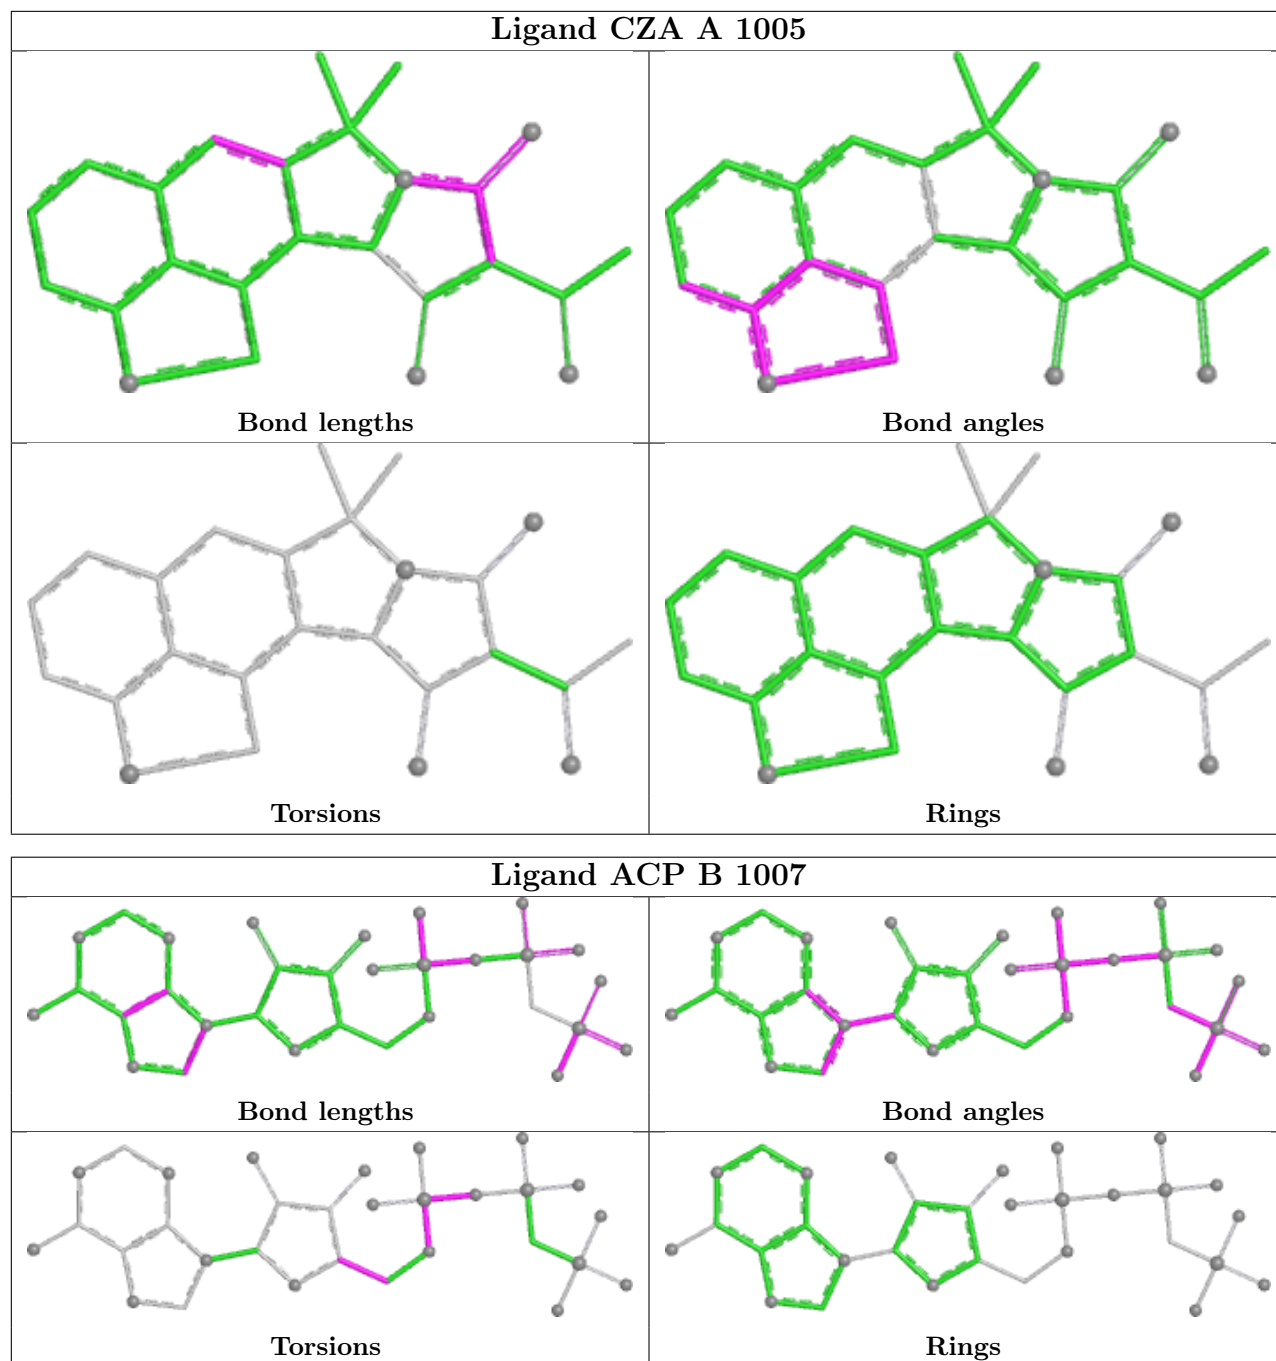 Ligand CZA A 1005
Bond lengths
Bond angles
Torsions
Rings
Ligand ACP B 1007
Bond lengths
Bond angles
Torsions
Rings